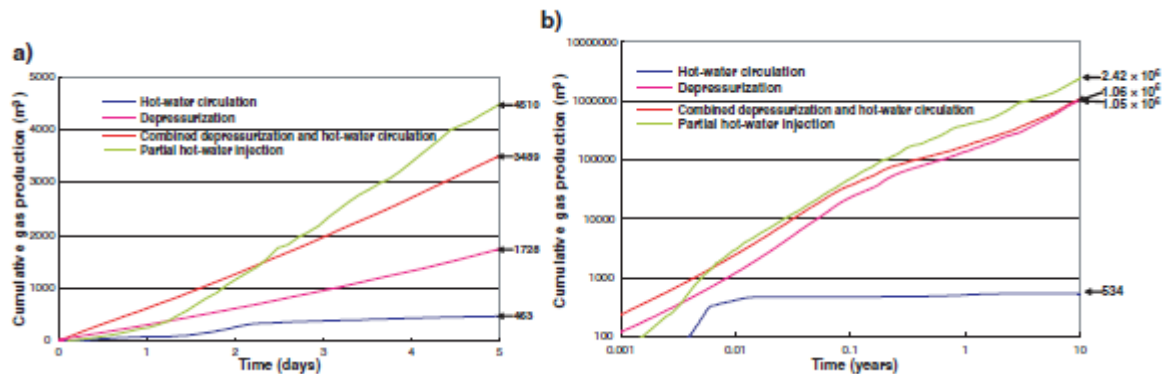 a)
Cumulative gas production (m³)
5000
4000
3000
2000
1000
0
Hot-water circulation
Depressurization
Combined depressurization and hot-water circulation
Partial hot-water injection
4510
3489
1728
463
0 1 2 3 4 5
Time (days)
b)
Cumulative gas production (m³)
10000000
1000000
100000
10000
1000
100
Hot-water circulation
Depressurization
Combined depressurization and hot-water circulation
Partial hot-water injection
2.42 × 10⁶
1.06 × 10⁶
1.05 × 10⁶
534
0.001 0.01 0.1 1 10
Time (years)